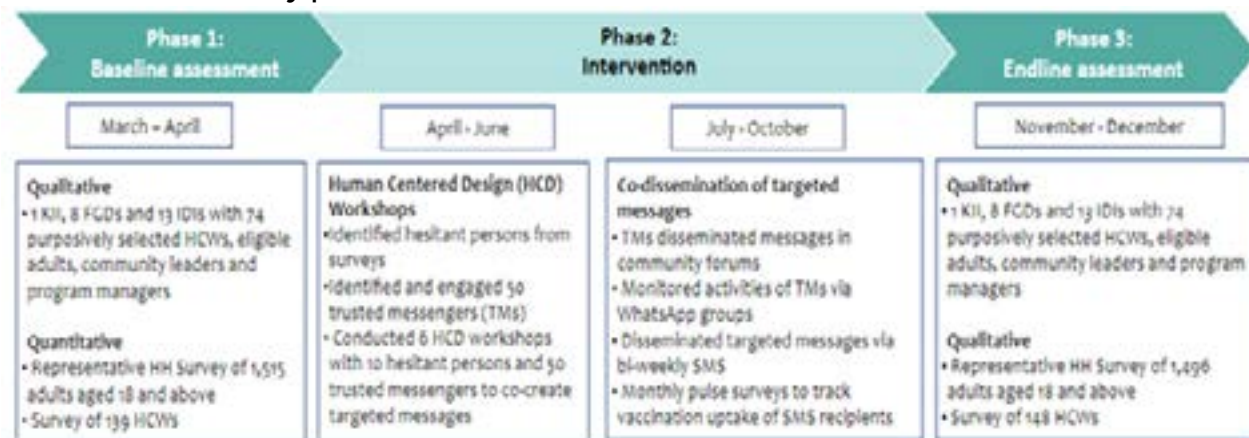 Phase 1:
Baseline assessment
Phase 2:
Intervention
Phase 3:
Endline assessment
March - April
April - June
July - October
November - December
Qualitative
• 1 KII, 8 FGDs and 13 IDIs with 74
purposively selected HCWs, eligible
adults, community leaders and
program managers
Quantitative
• Representative HH Survey of 1,515
adults aged 18 and above
• Survey of 139 HCWs
Human Centered Design (HCD)
Workshops
•Identified hesitant persons from
surveys
•Identified and engaged 50
trusted messengers (TMs)
• Conducted 6 HCD workshops
with 10 hesitant persons and 50
trusted messengers to co-create
targeted messages
Co-dissemination of targeted
messages
• TMs disseminated messages in
community forums
• Monitored activities of TMs via
WhatsApp groups
• Disseminated targeted messages via
bi-weekly SMS
• Monthly pulse surveys to track
vaccination uptake of SMS recipients
Qualitative
• 1 KII, 8 FGDs and 13 IDIs with 74
purposively selected HCWs, eligible
adults, community leaders and program
managers
Qualitative
• Representative HH Survey of 1,496
adults aged 18 and above
• Survey of 148 HCWs